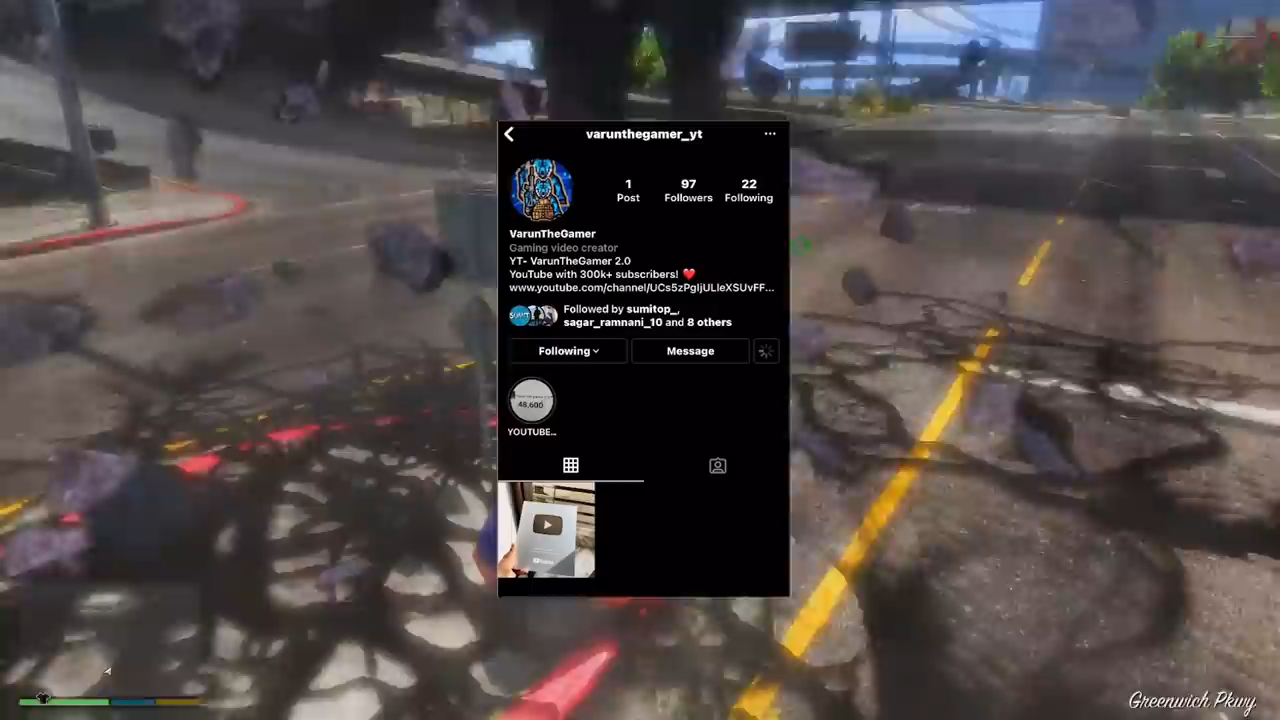 varunthegamer_yt
1 97 22
Post Followers Following
VarunTheGamer
Gaming video creator
YT- VarunTheGamer 2.0
YouTube with 300k+ subscribers! ❤️
www.youtube.com/channel/UCs5zPgIjULIeXSUvFF...
Followed by sumitop_,
sagar_ramnani_10 and 8 others
Following Message
48,600
YOUTUBE...
Greenwich Pkwy